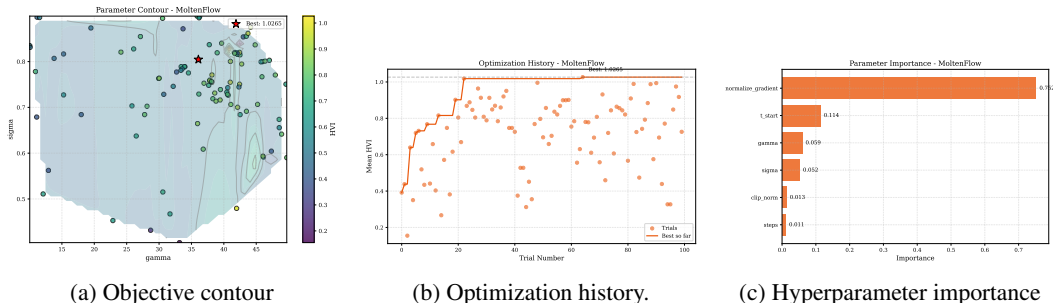 Parameter Contour - MoltenFlow
Best: 1.0265
sigma
0.8
0.7
0.6
0.5
15 20 25 30 35 40 45
gamma
1.0
0.9
0.8
0.7
0.6
0.5
0.4
0.3
0.2
HVI
(a) Objective contour
Optimization History - MoltenFlow
Best: 1.0265
Mean HVI
1.0
0.8
0.6
0.4
0.2
0 20 40 60 80 100
Trial Number
Trials
Best so far
(b) Optimization history.
Parameter Importance - MoltenFlow
normalize_gradient
t_start 0.114
gamma 0.059
sigma 0.052
clip_norm 0.013
steps 0.011
0.0 0.1 0.2 0.3 0.4 0.5 0.6 0.7
Importance
(c) Hyperparameter importance